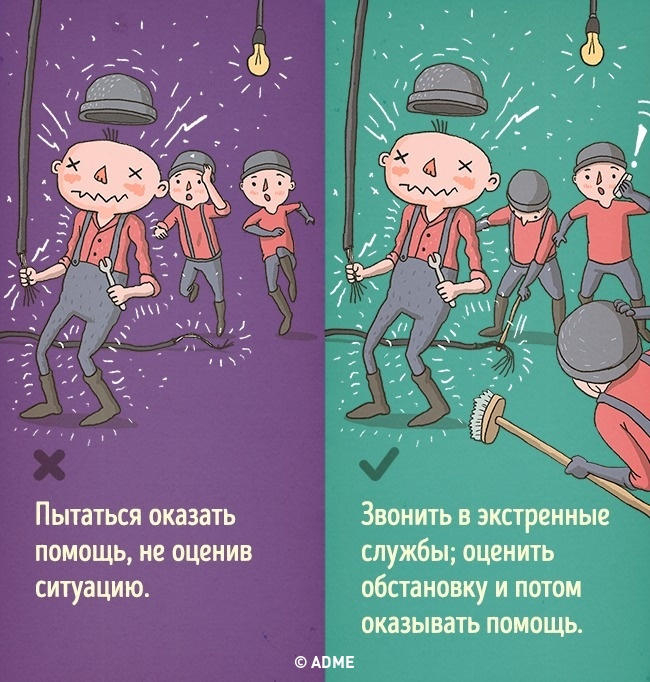 Пытаться оказать
помощь, не оценив
ситуацию.
Звонить в экстренные
службы; оценить
обстановку и потом
оказывать помощь.
© ADME